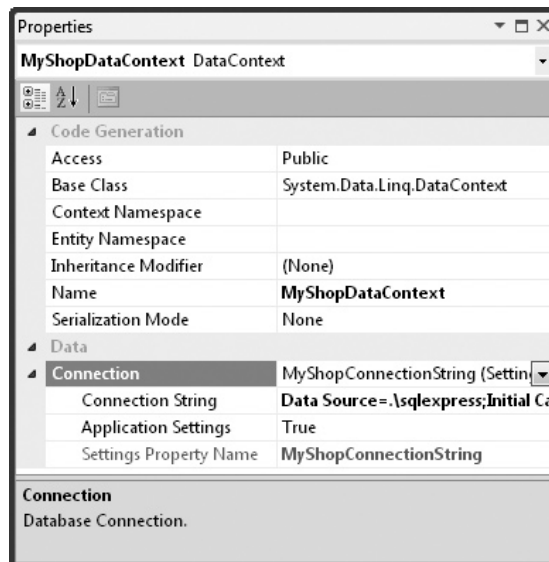 Properties
MyShopDataContext DataContext
Code Generation
Access Public
Base Class System.Data.Linq.DataContext
Context Namespace
Entity Namespace
Inheritance Modifier (None)
Name MyShopDataContext
Serialization Mode None
Data
Connection MyShopConnectionString (Settin
Connection String Data Source=.\sqlexpress;Initial Ca
Application Settings True
Settings Property Name MyShopConnectionString
Connection
Database Connection.